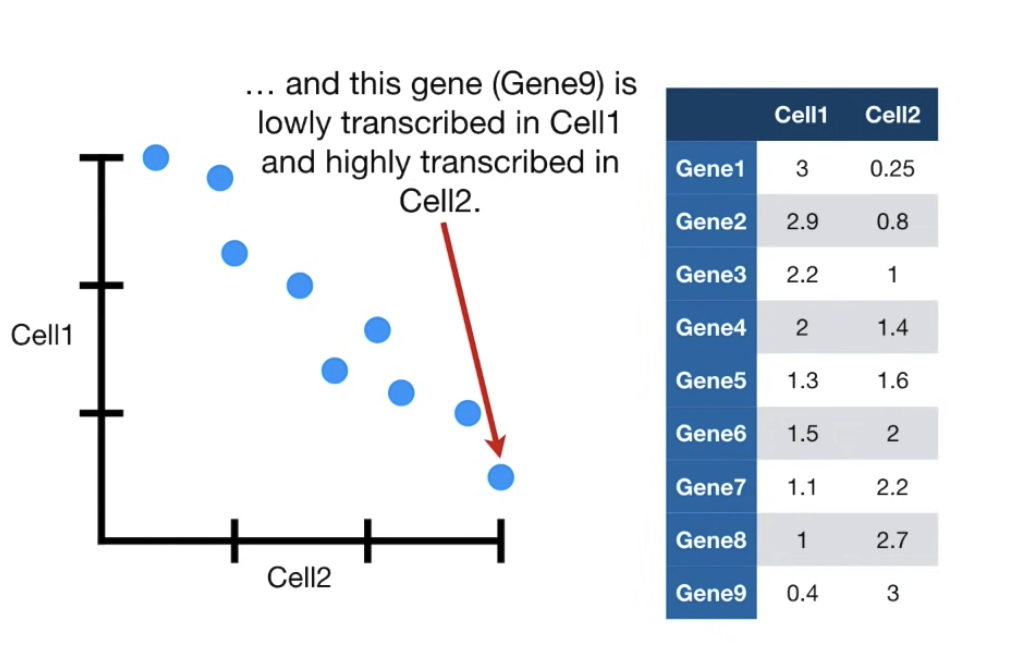 ... and this gene (Gene9) is
lowly transcribed in Cell1
and highly transcribed in
Cell2.
Cell1
Cell2
Cell1 Cell2
Gene1 3 0.25
Gene2 2.9 0.8
Gene3 2.2 1
Gene4 2 1.4
Gene5 1.3 1.6
Gene6 1.5 2
Gene7 1.1 2.2
Gene8 1 2.7
Gene9 0.4 3